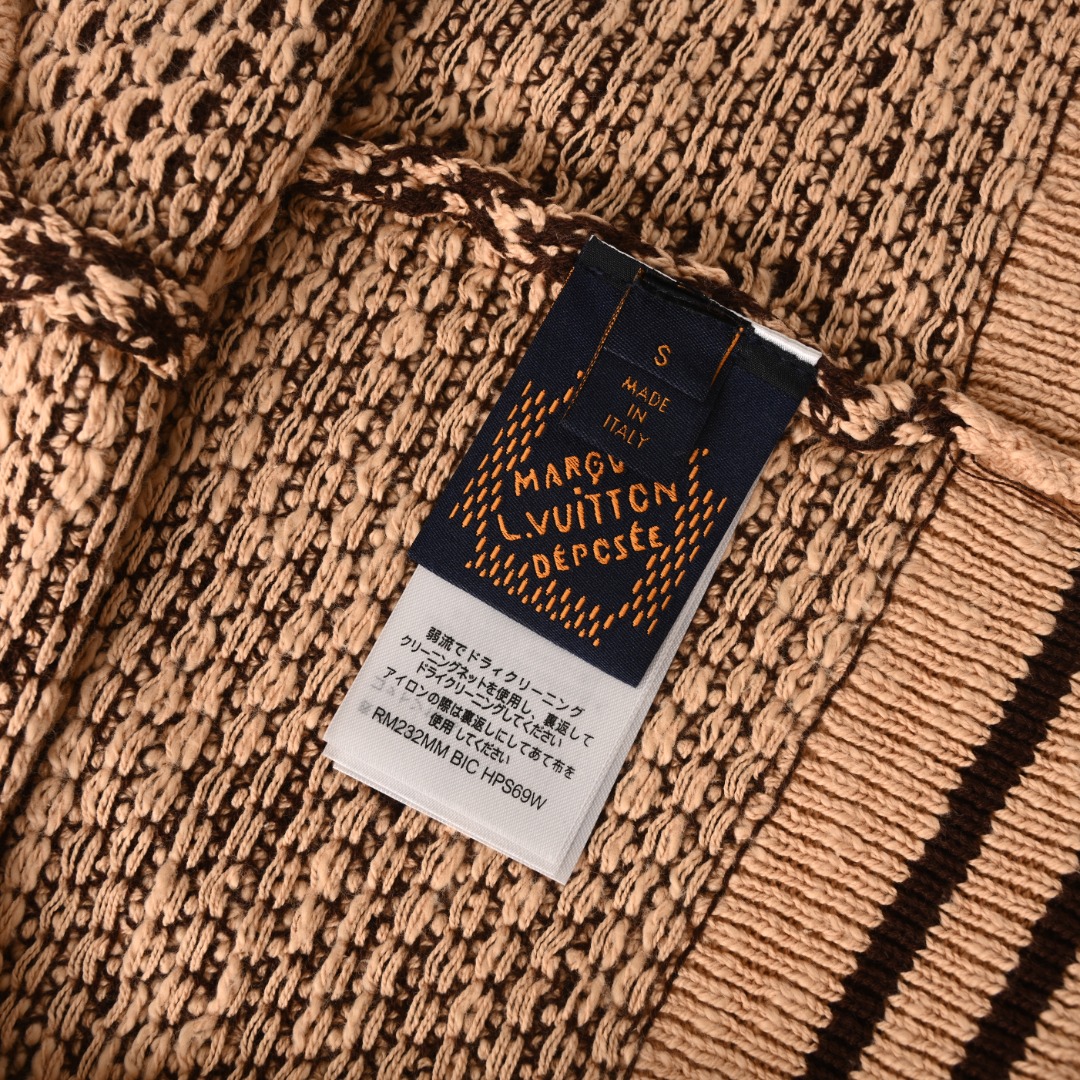 S
MADE
IN
ITALY
MARQU
L.VUITTON
DÉPOSÉE
弱流でドライクリーニング
クリーニングネットを使用し、裏返して
ドライクリーニングしてください
アイロンの際は裏返しにしてあて布を
使用してください
RM232MM BIC HPS69W